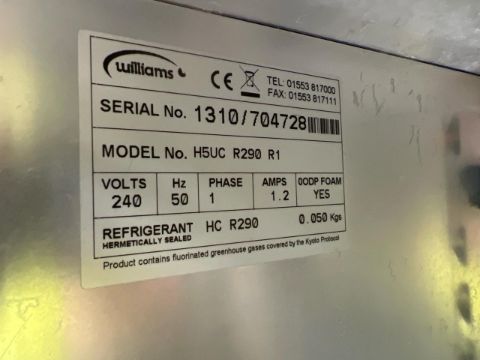 williams
CE
TEL: 01553 817000
FAX: 01553 817111
SERIAL No. 1310/704728
MODEL No. H5UC R290 R1
VOLTS Hz PHASE AMPS 0ODP FOAM
240 50 1 1.2 YES
REFRIGERANT HC R290 0.050 Kgs
HERMETICALLY SEALED
Product contains fluorinated greenhouse gases covered by the Kyoto Protocol